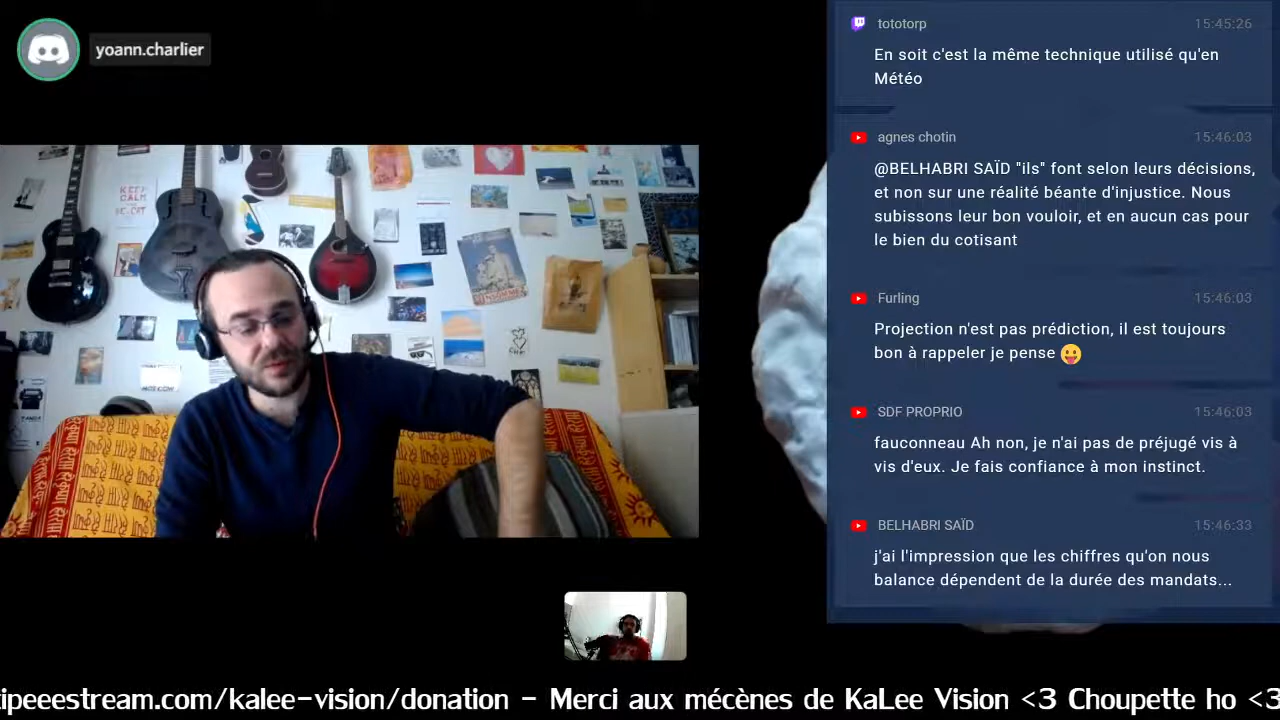 yoann.charlier
tototorp
15:45:26
En soit c'est la même technique utilisé qu'en
Météo
agnes chotin
15:46:03
@BELHABRI SAÏD "ils" font selon leurs décisions,
et non sur une réalité béante d'injustice. Nous
subissons leur bon vouloir, et en aucun cas pour
le bien du cotisant
Furling
15:46:03
Projection n'est pas prédiction, il est toujours
bon à rappeler je pense
SDF PROPRIO
15:46:03
fauconneau Ah non, je n'ai pas de préjugé vis à
vis d'eux. Je fais confiance à mon instinct.
BELHABRI SAÏD
15:46:33
j'ai l'impression que les chiffres qu'on nous
balance dépendent de la durée des mandats...
KEEP
CALM
ipeeestream.com/kalee-vision/donation - Merci aux mécènes de KaLee Vision <3 Choupette ho <3